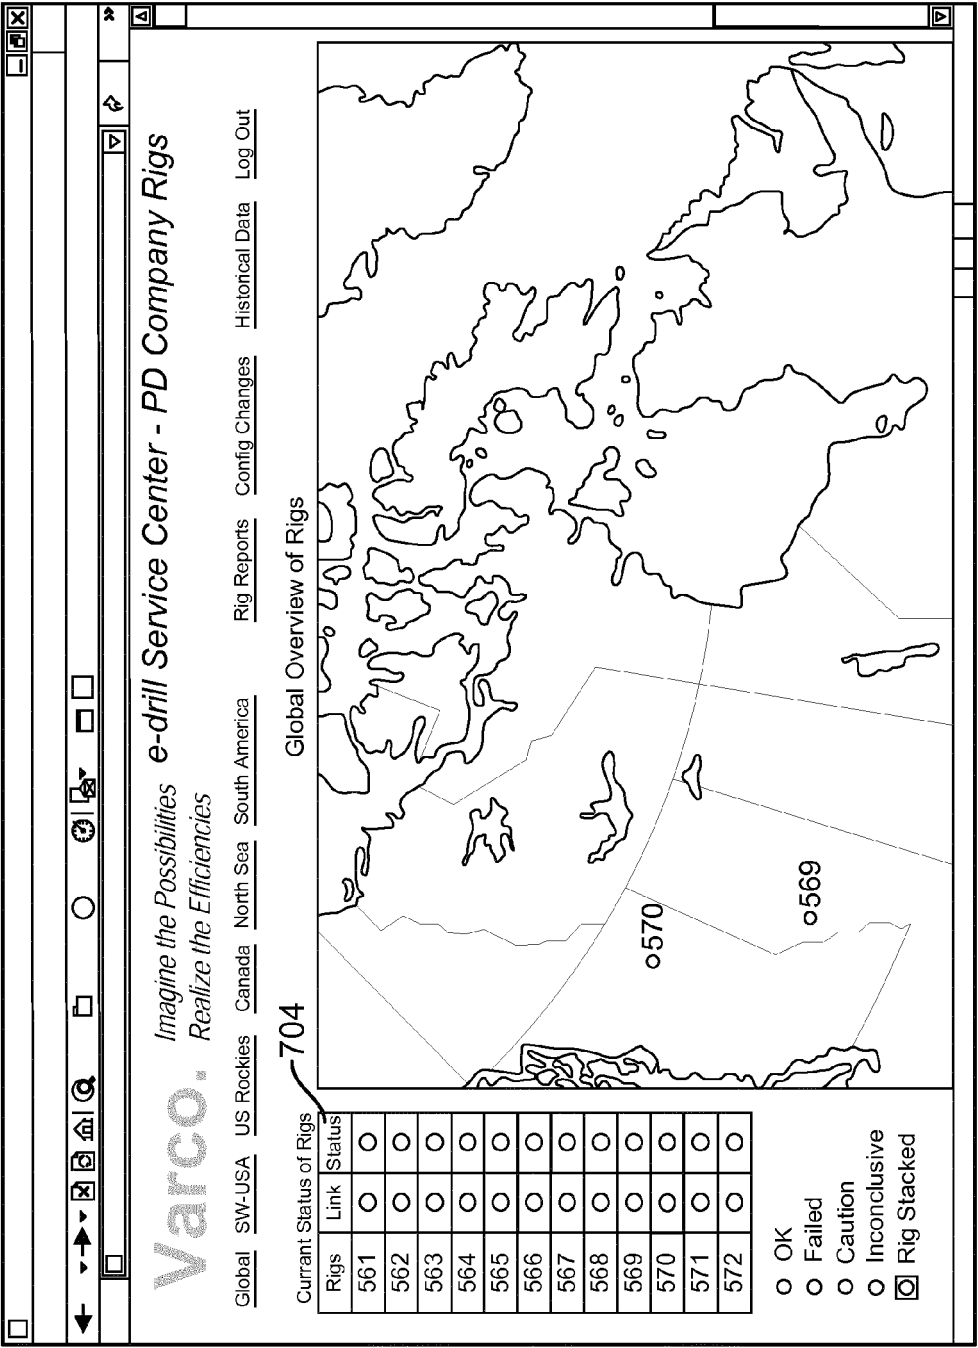 Varco.
Imagine the Possibilities
Realize the Efficiencies
e-drill Service Center - PD Company Rigs
Global SW-USA US Rockies Canada North Sea South America Rig Reports Config Changes Historical Data Log Out
704
Global Overview of Rigs
Currant Status of Rigs
Rigs Link Status
561
562
563
564
565
566
567
568
569
570
571
572
OK
Failed
Caution
Inconclusive
Rig Stacked
570
569